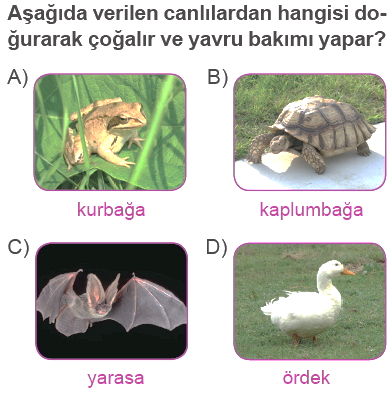 Aşağıda verilen canlılardan hangisi do-
ğurarak çoğalır ve yavru bakımı yapar?
A)
B)
kurbağa
kaplumbağa
C)
D)
yarasa
ördek